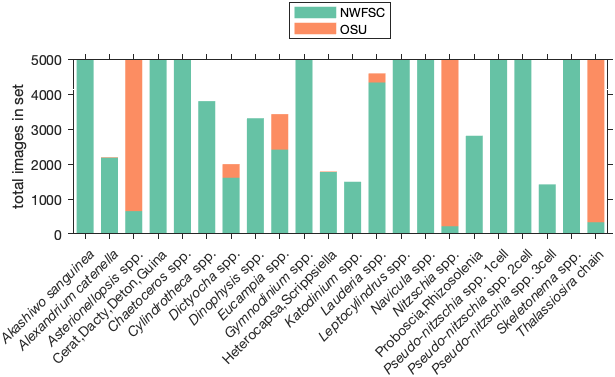 NWFSC
OSU
total images in set
5000
4000
3000
2000
1000
0
Akashiwo sanguinea
Alexandrium catenella
Asterionellopsis spp.
Cerat,Dacty,Deton,Guina
Chaetoceros spp.
Cylindrotheca spp.
Dictyocha spp.
Dinophysis spp.
Eucampia spp.
Gymnodinium spp.
Heterocapsa,Scrippsiella
Katodinium spp.
Lauderia spp.
Leptocylindrus spp.
Navicula spp.
Nitzschia spp.
Proboscia,Rhizosolenia
Pseudo-nitzschia spp. 1cell
Pseudo-nitzschia spp. 2cell
Pseudo-nitzschia spp. 3cell
Skeletonema spp.
Thalassiosira chain